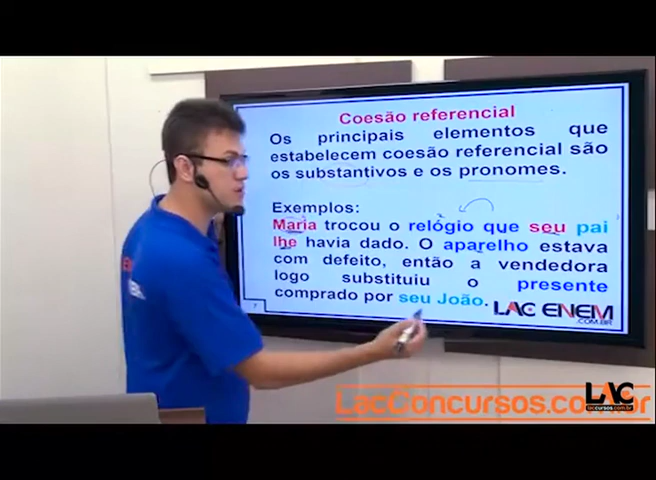 Coesão referencial
Os principais elementos que
estabelecem coesão referencial são
os substantivos e os pronomes.
Exemplos:
Maria trocou o relógio que seu pai
lhe havia dado. O aparelho estava
com defeito, então a vendedora
logo substituiu o presente
comprado por seu João.
LAC ENEM
.COM.BR
7
LacConcursos.co
LAC
laccursos.com.br